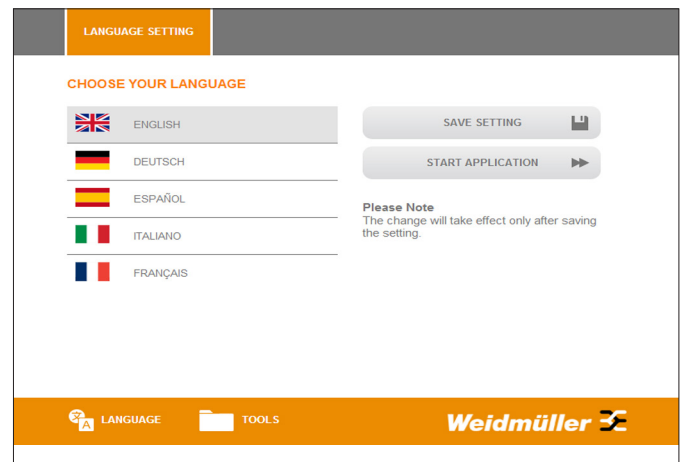 LANGUAGE SETTING
CHOOSE YOUR LANGUAGE
ENGLISH
DEUTSCH
ESPAÑOL
ITALIANO
FRANÇAIS
SAVE SETTING
START APPLICATION
Please Note
The change will take effect only after saving
the setting.
LANGUAGE
TOOLS
Weidmüller